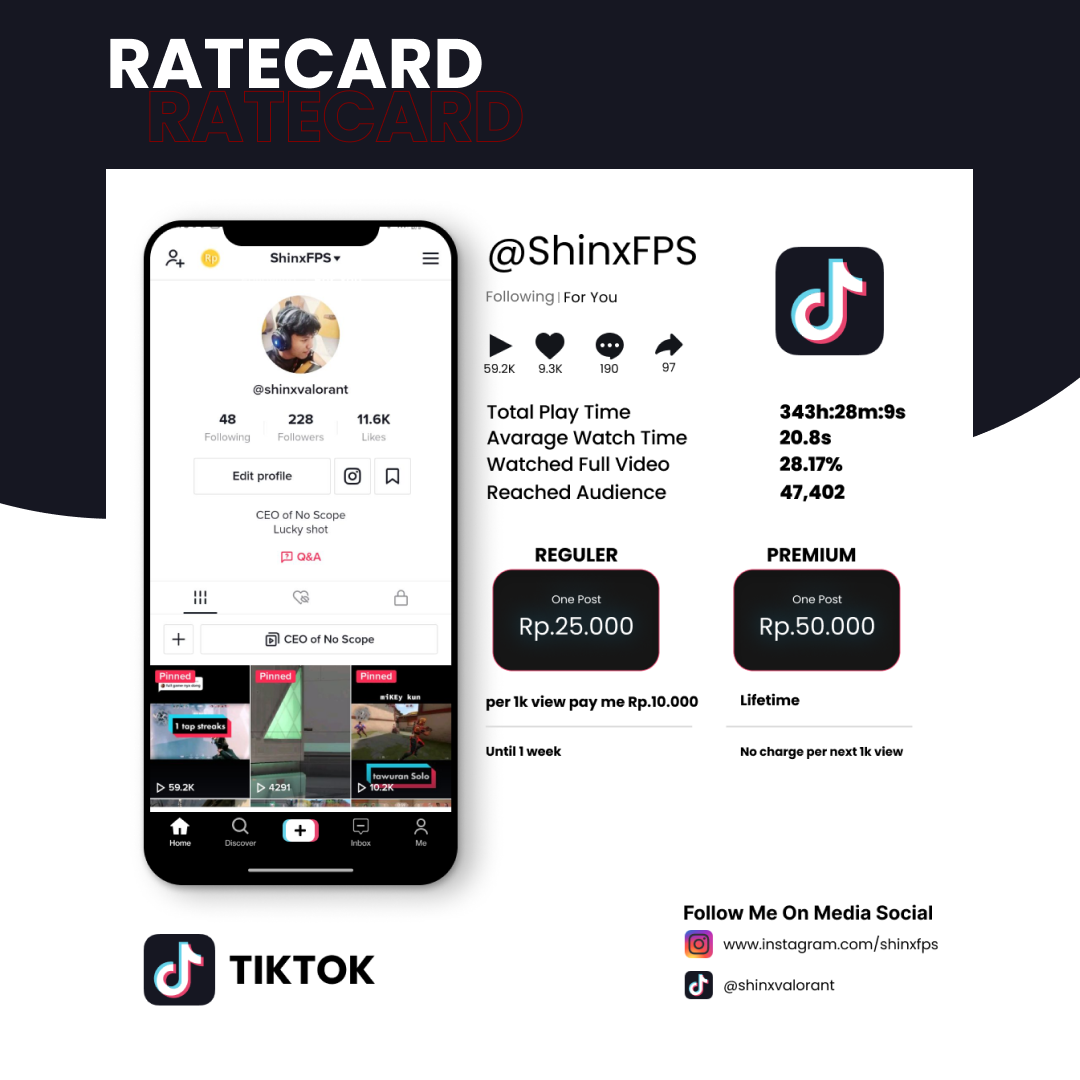 RATECARD
RATECARD
Rp
ShinxFPS
@shinxvalorant
48
228
11.6K
Following
Followers
Likes
Edit profile
CEO of No Scope
Lucky shot
Q&A
CEO of No Scope
Pinned
Pinned
Pinned
1 tap streaks
miKEy kun
tawuran Solo
59.2K
4291
10.2K
Home
Discover
Inbox
Me
@ShinxFPS
Following | For You
59.2K
9.3K
190
97
Total Play Time 343h:28m:9s
Avarage Watch Time 20.8s
Watched Full Video 28.17%
Reached Audience 47,402
REGULER
One Post
Rp.25.000
per 1k view pay me Rp.10.000
Until 1 week
PREMIUM
One Post
Rp.50.000
Lifetime
No charge per next 1k view
TIKTOK
Follow Me On Media Social
www.instagram.com/shinxfps
@shinxvalorant